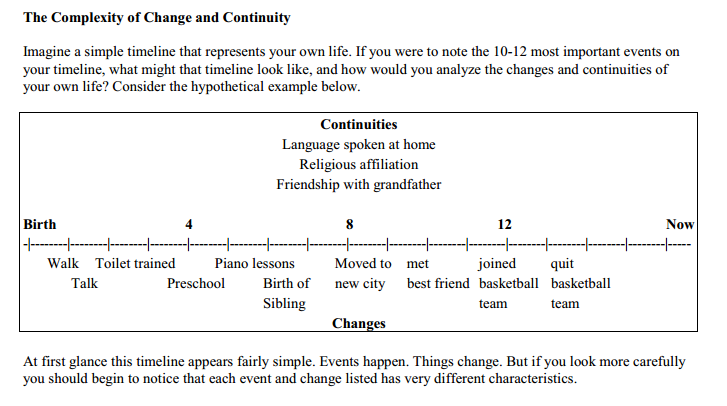 The Complexity of Change and Continuity
Imagine a simple timeline that represents your own life. If you were to note the 10-12 most important events on
your timeline, what might that timeline look like, and how would you analyze the changes and continuities of
your own life? Consider the hypothetical example below.
Continuities
Language spoken at home
Religious affiliation
Friendship with grandfather
Birth 4 8 12 Now
Walk Toilet trained Piano lessons Moved to met joined quit
Talk Preschool Birth of new city best friend basketball basketball
Sibling team team
Changes
At first glance this timeline appears fairly simple. Events happen. Things change. But if you look more carefully
you should begin to notice that each event and change listed has very different characteristics.